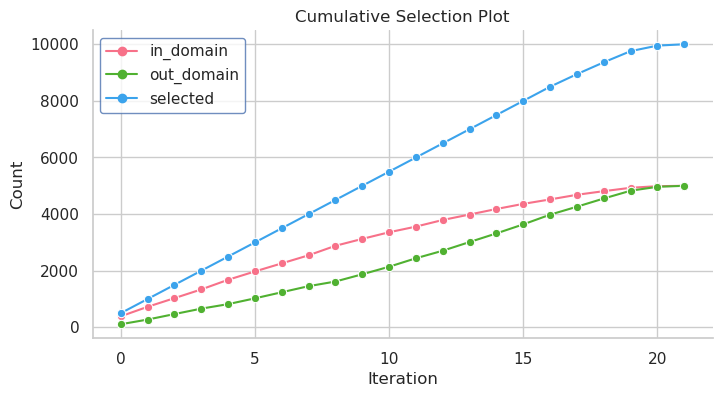 Cumulative Selection Plot
in_domain
out_domain
selected
10000
8000
6000
4000
2000
0
Count
0 5 10 15 20
Iteration